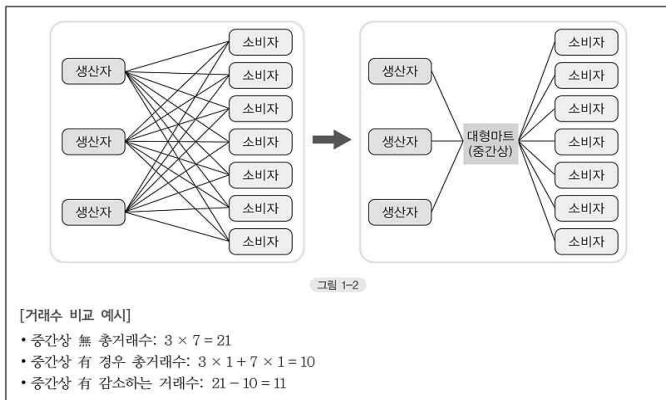 생산자
생산자
생산자
소비자
소비자
소비자
소비자
소비자
소비자
소비자
생산자
생산자
생산자
대형마트
(중간상)
소비자
소비자
소비자
소비자
소비자
소비자
소비자
그림 1-2
[거래수 비교 예시]
• 중간상 無 총거래수: 3 × 7 = 21
• 중간상 有 경우 총거래수: 3 × 1 + 7 × 1 = 10
• 중간상 有 감소하는 거래수: 21 - 10 = 11